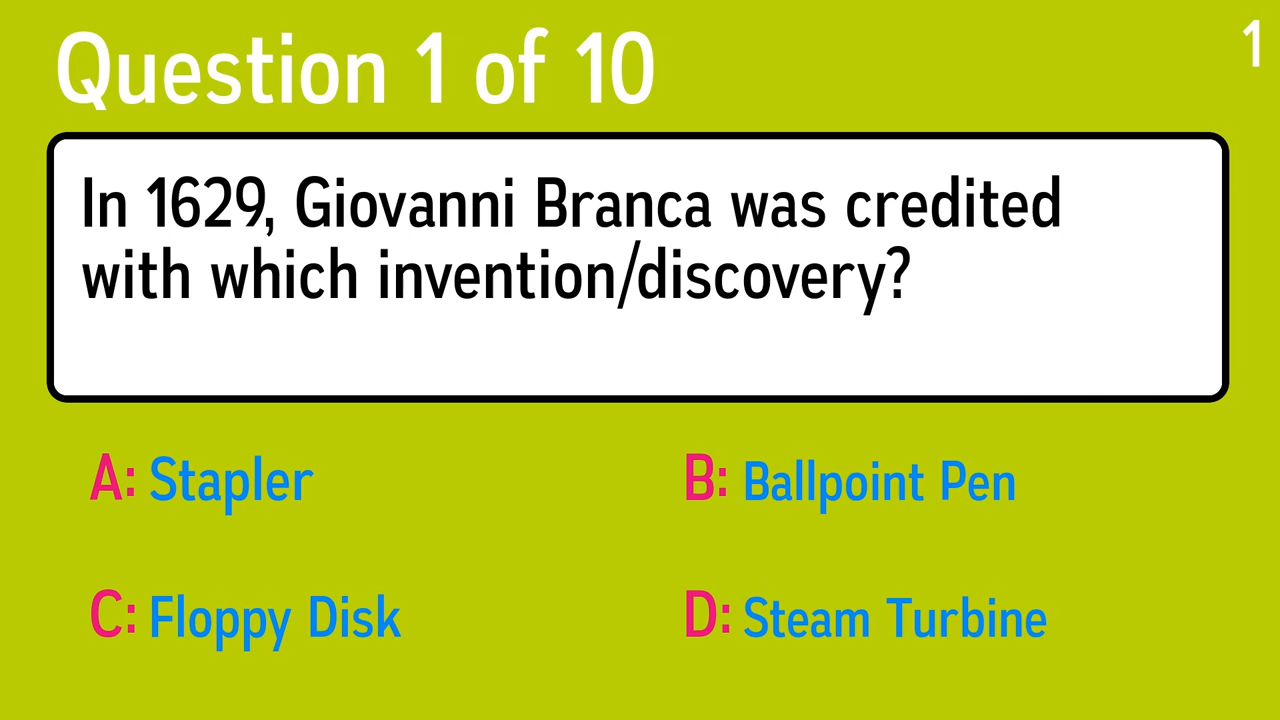 Question 1 of 10
1
In 1629, Giovanni Branca was credited
with which invention/discovery?
A: Stapler
B: Ballpoint Pen
C: Floppy Disk
D: Steam Turbine